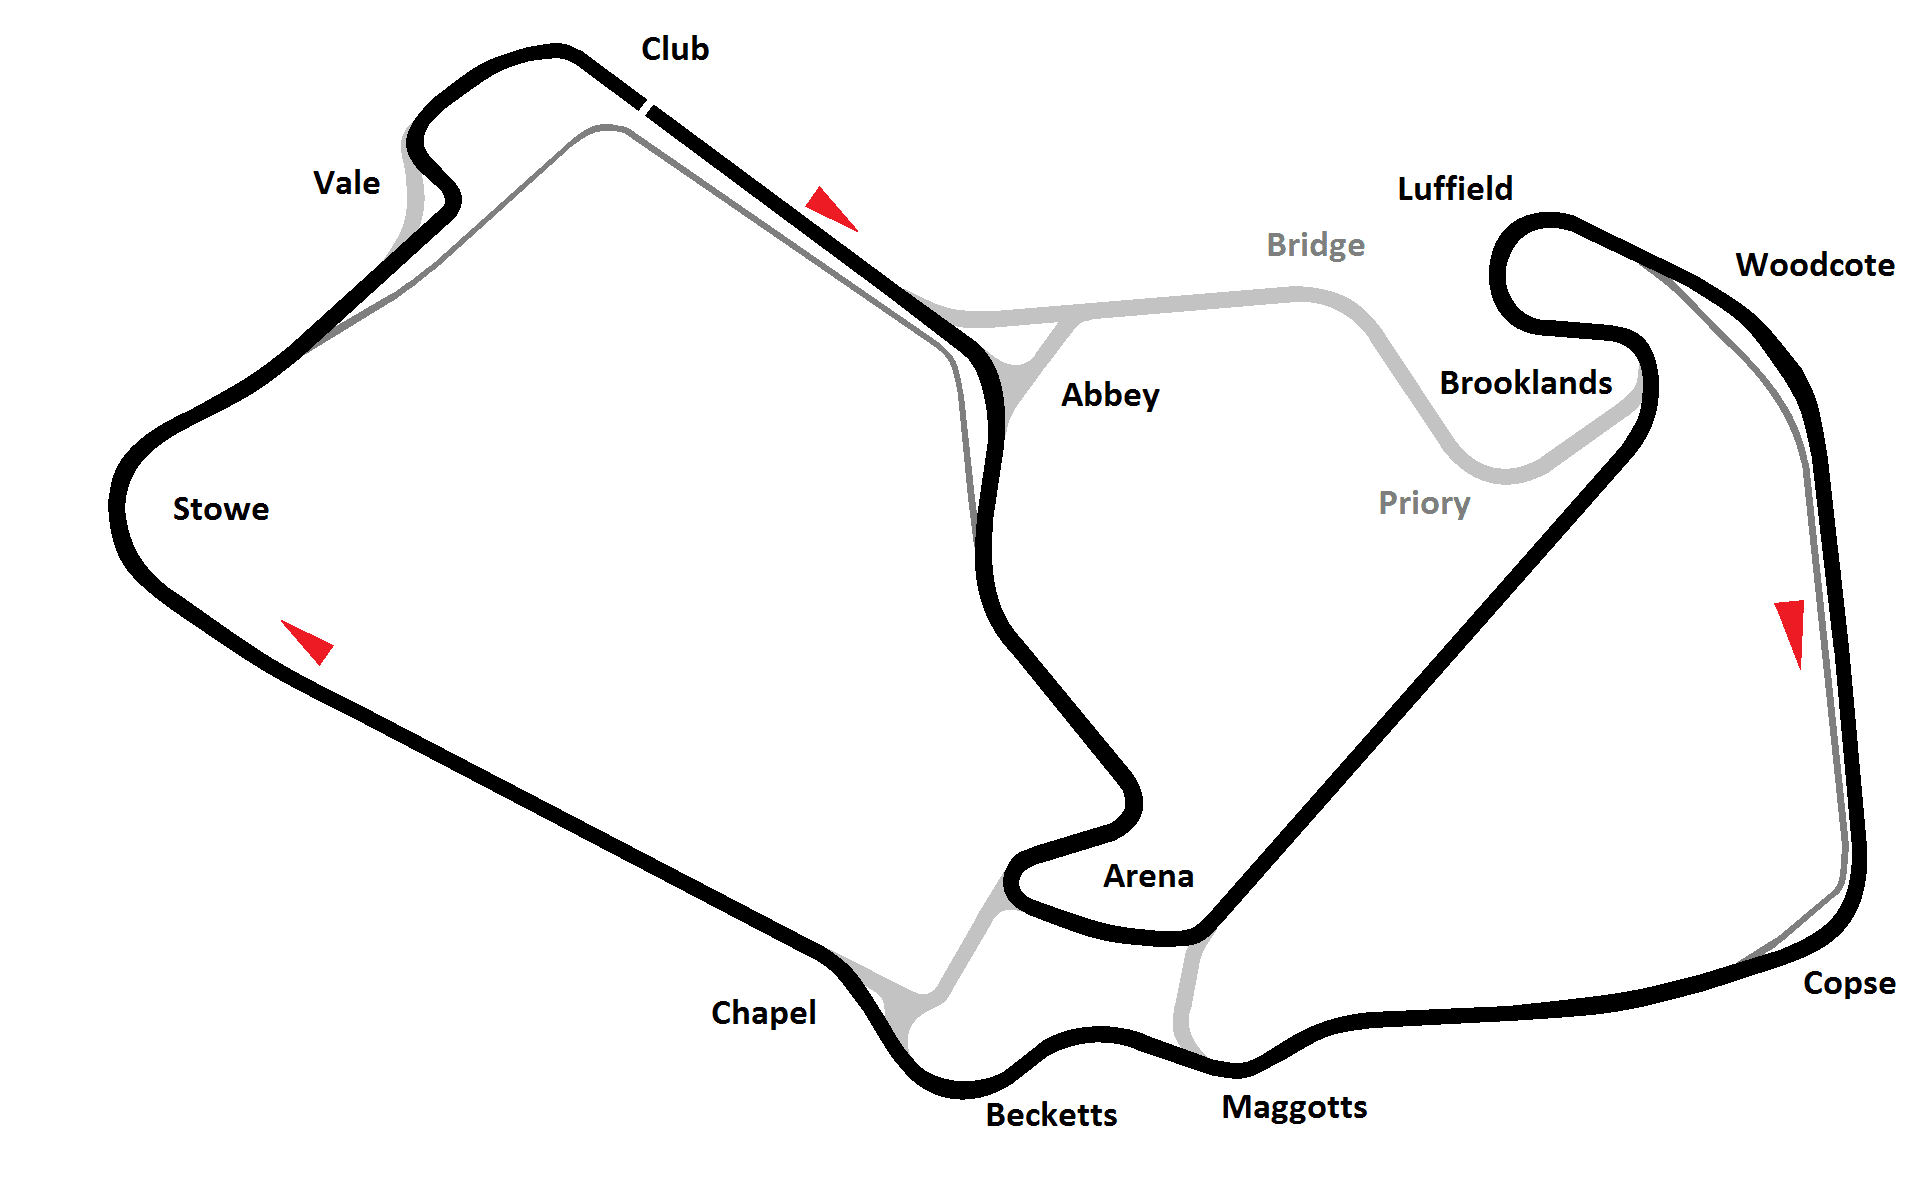 Club
Vale
Luffield
Bridge
Woodcote
Brooklands
Abbey
Priory
Stowe
Arena
Copse
Chapel
Maggotts
Becketts